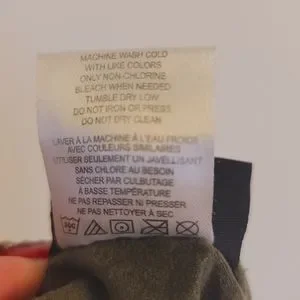 MACHINE WASH COLD
WITH LIKE COLORS
ONLY NON-CHLORINE
BLEACH WHEN NEEDED
TUMBLE DRY LOW
DO NOT IRON OR PRESS
DO NOT DRY CLEAN
LAVER À LA MACHINE À L'EAU FROIDE
AVEC COULEURS SIMILAIRES
UTILISER SEULEMENT UN JAVELLISANT
SANS CHLORE AU BESOIN
SÉCHER PAR CULBUTAGE
À BASSE TEMPÉRATURE
NE PAS REPASSER NI PRESSER
NE PAS NETTOYER À SEC
30C